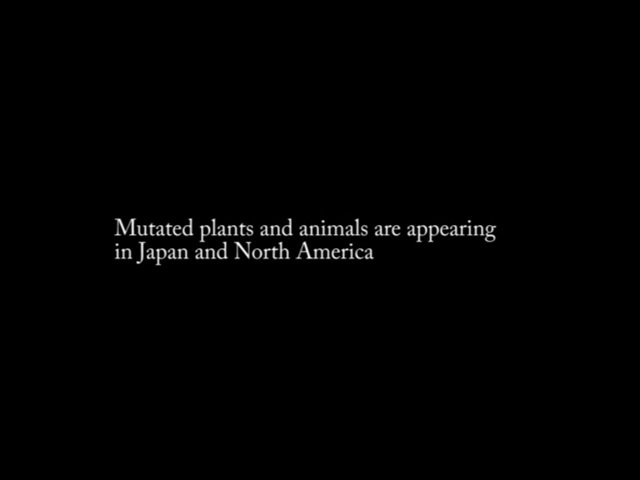 Mutated plants and animals are appearing
in Japan and North America